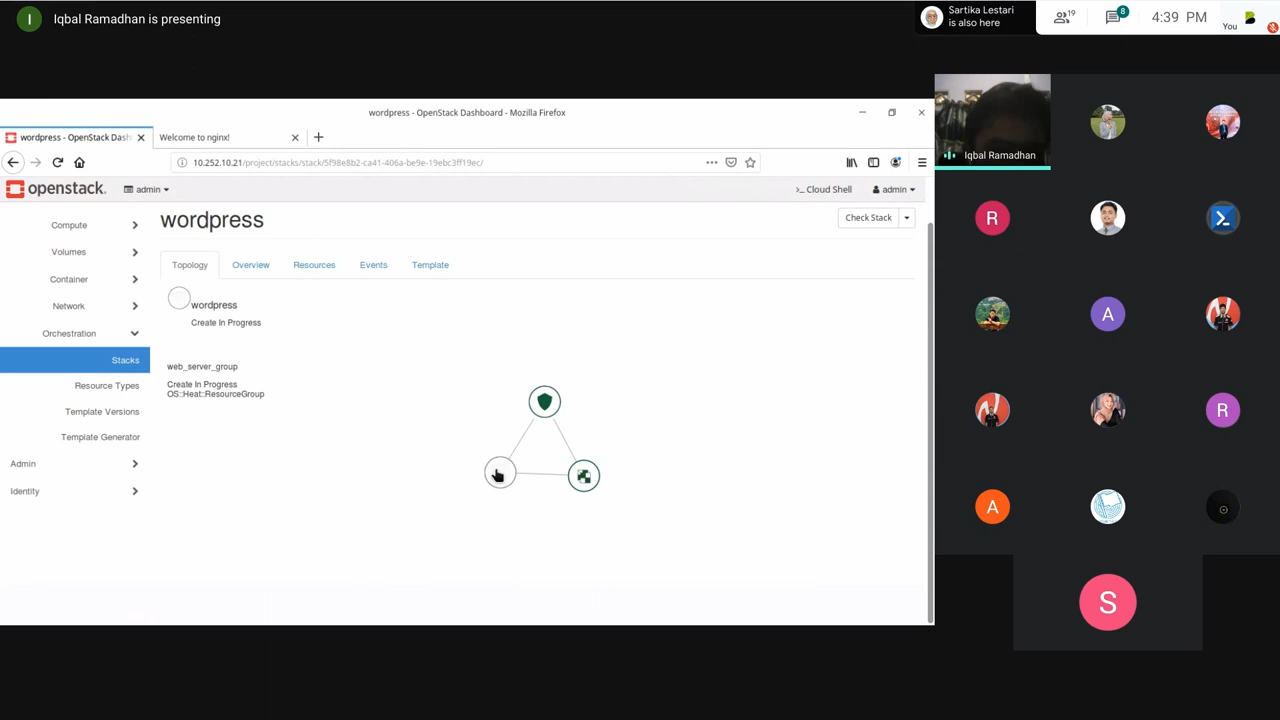 I
Iqbal Ramadhan is presenting
Sartika Lestari
is also here
19
8
4:39 PM
You
wordpress - OpenStack Dashboard - Mozilla Firefox
wordpress - OpenStack Dash
Welcome to nginx!
10.252.106.21/project/stacks/stack/5f98e8b2-ca41-406a-be9e-19ebc3ff19ec/
openstack.
admin
Cloud Shell
admin
Compute
Volumes
Container
Network
Orchestration
Stacks
Resource Types
Template Versions
Template Generator
Admin
Identity
wordpress
Check Stack
Topology
Overview
Resources
Events
Template
wordpress
Create In Progress
web_server_group
Create In Progress
OS::Heat::ResourceGroup
Iqbal Ramadhan
R
A
R
A
S